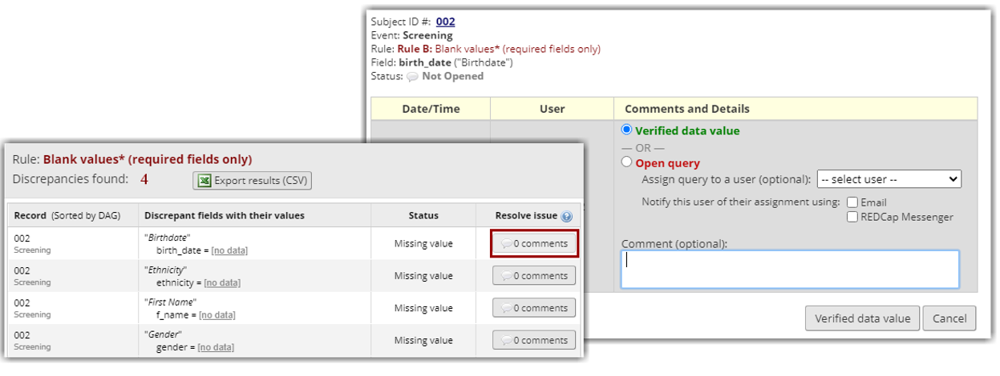 Subject ID #: 002
Event: Screening
Rule: Rule B: Blank values* (required fields only)
Field: birth_date ("Birthdate")
Status: Not Opened
Date/Time User Comments and Details
Verified data value
— OR —
Open query
Assign query to a user (optional): -- select user --
Notify this user of their assignment using: Email
REDCap Messenger
Comment (optional):
Verified data value Cancel
Rule: Blank values* (required fields only)
Discrepancies found: 4 Export results (CSV)
Record (Sorted by DAG) Discrepant fields with their values Status Resolve issue ?
002 "Birthdate" Missing value 0 comments
Screening birth_date = [no data]
002 "Ethnicity" Missing value 0 comments
Screening ethnicity = [no data]
002 "First Name" Missing value 0 comments
Screening f_name = [no data]
002 "Gender" Missing value 0 comments
Screening gender = [no data]